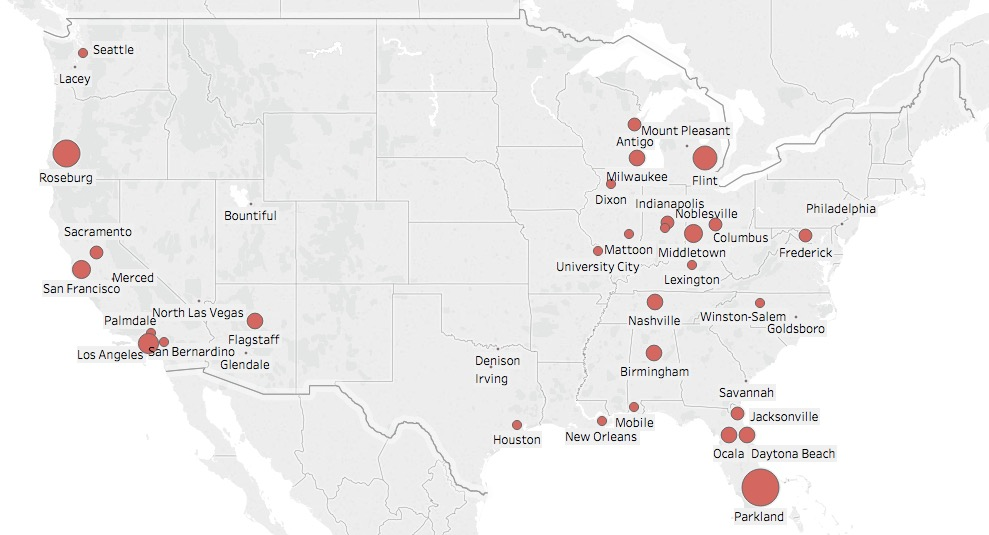 Seattle
Lacey
Mount Pleasant
Antigo
Roseburg
Milwaukee
Flint
Dixon
Indianapolis
Bountiful
Noblesville
Philadelphia
Sacramento
Columbus
Mattoon
Middletown
Frederick
University City
Merced
Lexington
San Francisco
North Las Vegas
Winston-Salem
Palmdale
Nashville
Goldsboro
Flagstaff
Los Angeles
San Bernardino
Denison
Glendale
Birmingham
Irving
Savannah
Jacksonville
Mobile
New Orleans
Houston
Ocala
Daytona Beach
Parkland